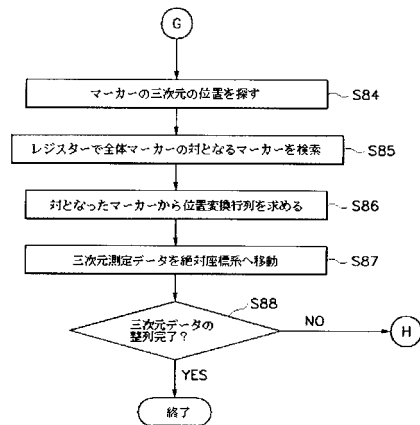 G
マーカーの三次元の位置を探す
S84
レジスターで全体マーカーの対となるマーカーを検索
S85
対となったマーカーから位置変換行列を求める
S86
三次元測定データを絶対座標系へ移動
S87
S88
三次元データの
整列完了?
NO
H
YES
終了